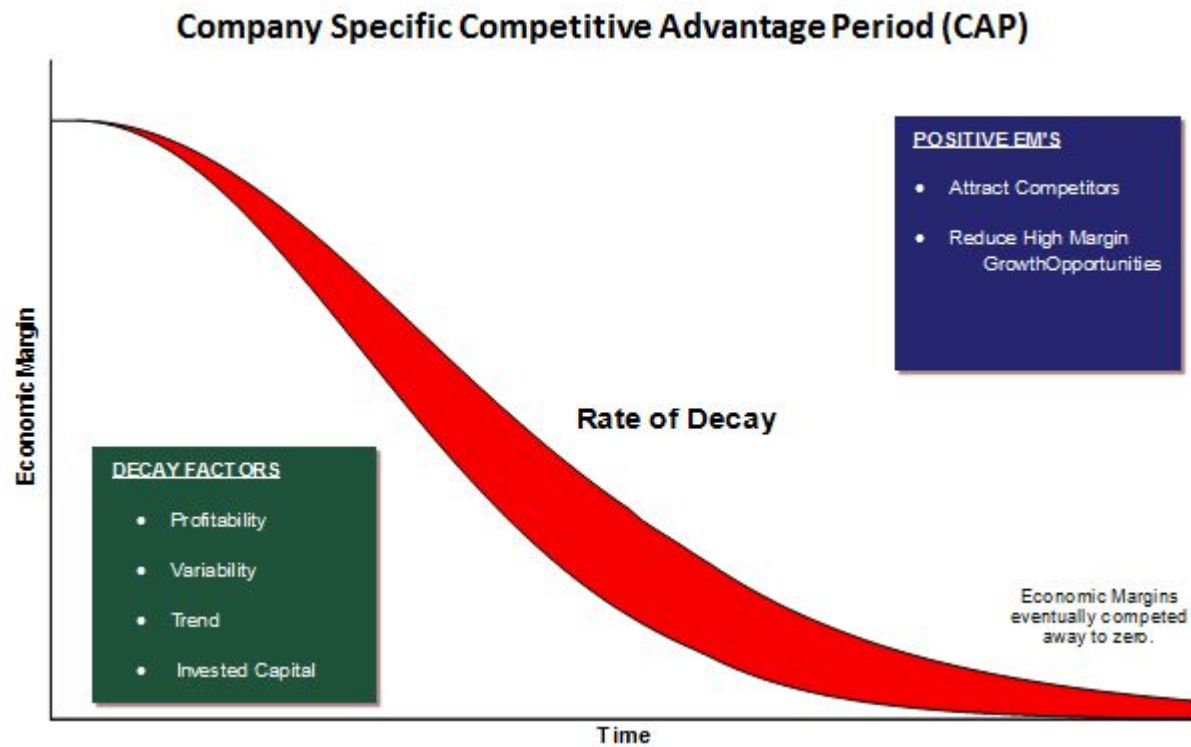 Company Specific Competitive Advantage Period (CAP)
POSITIVE EM'S
• Attract Competitors
• Reduce High Margin
GrowthOpportunities
Economic Margin
Rate of Decay
DECAY FACTORS
• Profitability
• Variability
• Trend
• Invested Capital
Economic Margins
eventually competed
away to zero.
Time